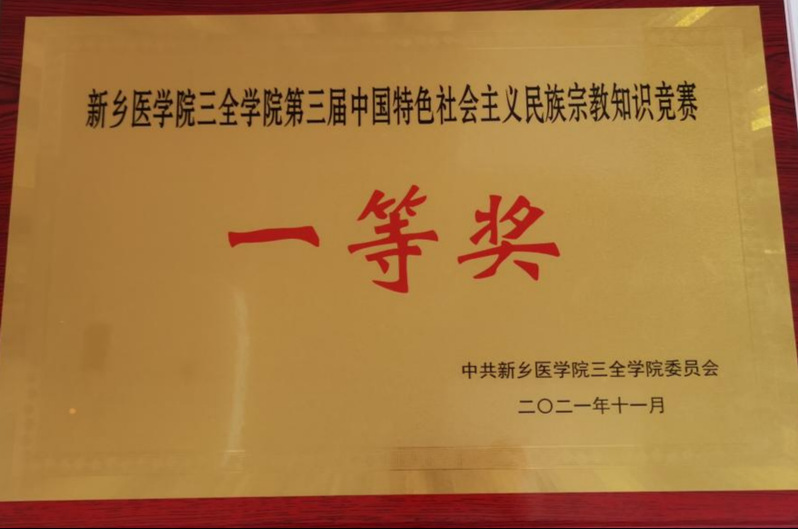 新乡医学院三全学院第三届中国特色社会主义民族宗教知识竞赛
一等奖
中共新乡医学院三全学院委员会
二〇二一年十一月